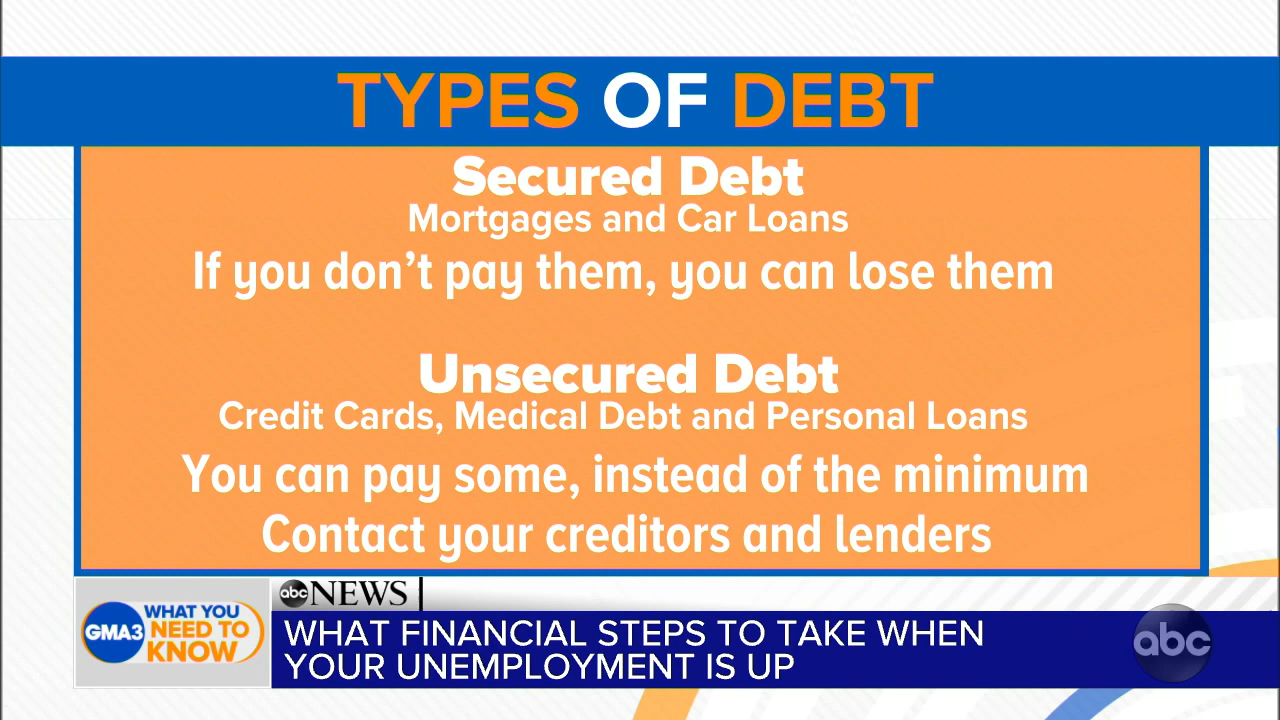 TYPES OF DEBT
Secured Debt
Mortgages and Car Loans
If you don’t pay them, you can lose them
Unsecured Debt
Credit Cards, Medical Debt and Personal Loans
You can pay some, instead of the minimum
Contact your creditors and lenders
abc NEWS
GMA3 WHAT YOU
NEED TO
KNOW
WHAT FINANCIAL STEPS TO TAKE WHEN
YOUR UNEMPLOYMENT IS UP
abc